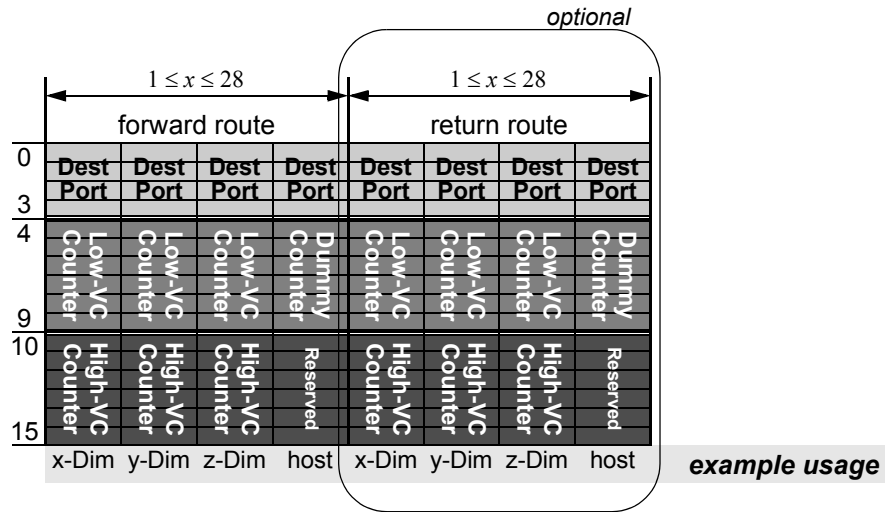 optional
1 ≤ x ≤ 28 1 ≤ x ≤ 28
forward route return route
0
Dest Port Dest Port Dest Port Dest Port Dest Port Dest Port Dest Port Dest Port
3
4
Low-VC Counter Low-VC Counter Low-VC Counter Dummy Counter Low-VC Counter Low-VC Counter Low-VC Counter Dummy Counter
9
10
High-VC Counter High-VC Counter High-VC Counter Reserved High-VC Counter High-VC Counter High-VC Counter Reserved
15
x-Dim y-Dim z-Dim host x-Dim y-Dim z-Dim host example usage